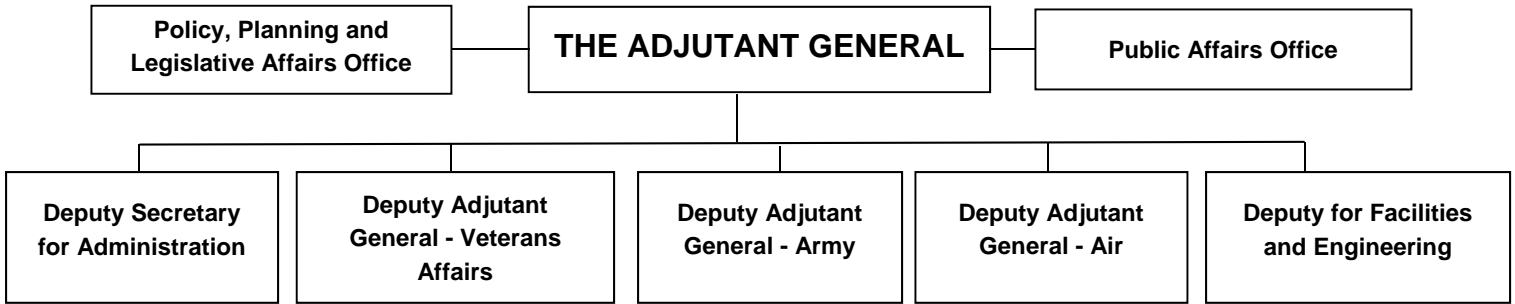 Policy, Planning and
Legislative Affairs Office
THE ADJUTANT GENERAL
Public Affairs Office
Deputy Secretary
for Administration
Deputy Adjutant
General - Veterans
Affairs
Deputy Adjutant
General - Army
Deputy Adjutant
General - Air
Deputy for Facilities
and Engineering